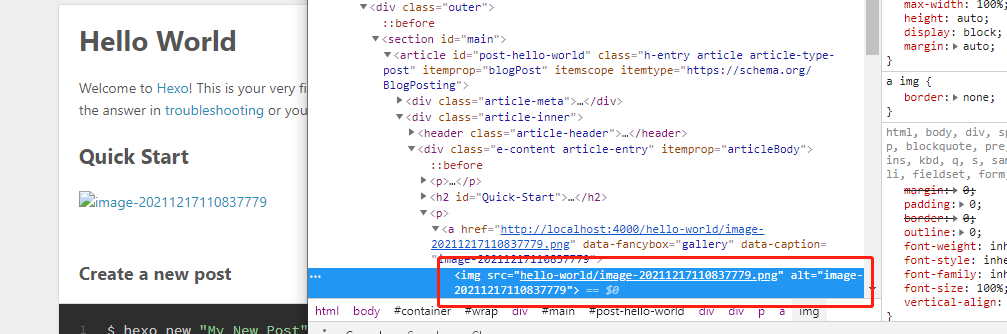 Hello World
Welcome to Hexo! This is your very fi
the answer in troubleshooting or you
Quick Start
image-20211217110837779
Create a new post
1 $ hexo new "My New Post"
<div class="outer">
::before
<section id="main">
<article id="post-hello-world" class="h-entry article article-type-
post" itemprop="blogPost" itemscope itemtype="https://schema.org/
BlogPosting">
<div class="article-meta">…</div>
<div class="article-inner">
<header class="article-header">…</header>
<div class="e-content article-entry" itemprop="articleBody">
::before
<p>…</p>
<h2 id="Quick-Start">…</h2>
<p>
<a href="http://localhost:4000/hello-world/image-
20211217110837779.png" data-fancybox="gallery" data-caption=
"image-20211217110837779">
… <img src="hello-world/image-20211217110837779.png" alt="image-
20211217110837779"> == $0
html body div #container #wrap div #main #post-hello-world div div p a img
max-width: 100%;
height: auto;
display: block;
margin: auto;
}
a img {
border: none;
}
html, body, div, s
p, blockquote, pre
ins, kbd, q, s, sa
li, fieldset, form,
margin: 0;
padding: 0;
border: 0;
outline: 0;
font-weight: inh
font-style: inhe
font-family: inh
font-size: 100%
vertical-align: